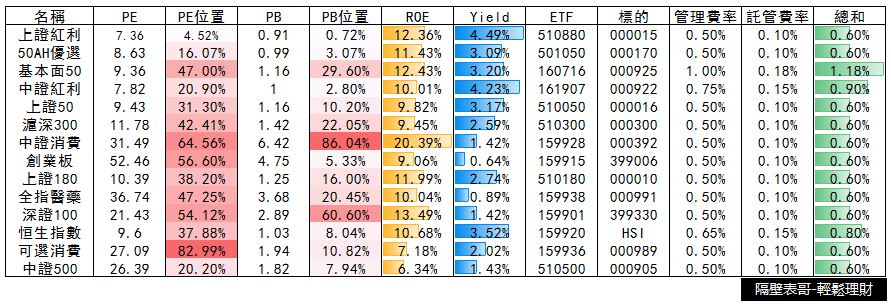 名稱 PE PE位置 PB PB位置 ROE Yield ETF 標的 管理費率 託管費率 總和
上證紅利 7.36 4.52% 0.91 0.72% 12.36% 4.49% 510880 000015 0.50% 0.10% 0.60%
50AH優選 8.63 16.07% 0.99 3.07% 11.43% 3.09% 501050 000170 0.50% 0.10% 0.60%
基本面50 9.36 47.00% 1.16 29.60% 12.43% 3.20% 160716 000925 1.00% 0.18% 1.18%
中證紅利 7.82 20.90% 1 2.80% 10.01% 4.23% 161907 000922 0.75% 0.15% 0.90%
上證50 9.43 31.30% 1.16 10.20% 9.82% 3.17% 510050 000016 0.50% 0.10% 0.60%
滬深300 11.78 42.41% 1.42 22.05% 9.45% 2.59% 510300 000300 0.50% 0.10% 0.60%
中證消費 31.49 64.56% 6.42 86.04% 20.39% 1.42% 159928 000392 0.50% 0.10% 0.60%
創業板 52.46 56.60% 4.75 5.33% 9.06% 0.64% 159915 399006 0.50% 0.10% 0.60%
上證180 10.39 38.20% 1.25 16.00% 11.99% 2.74% 510180 000010 0.50% 0.10% 0.60%
全指醫藥 36.74 47.25% 3.68 20.45% 10.04% 0.89% 159938 000991 0.50% 0.10% 0.60%
深證100 21.43 54.12% 2.89 60.60% 13.49% 1.42% 159901 399330 0.50% 0.10% 0.60%
恒生指數 9.6 37.88% 1.03 8.04% 10.68% 3.52% 159920 HSI 0.65% 0.15% 0.80%
可選消費 27.09 82.99% 1.94 10.82% 7.18% 2.02% 159936 000989 0.50% 0.10% 0.60%
中證500 26.39 20.20% 1.82 7.94% 6.34% 1.43% 510500 000905 0.50% 0.10% 0.60%
隔壁表哥-輕鬆理財